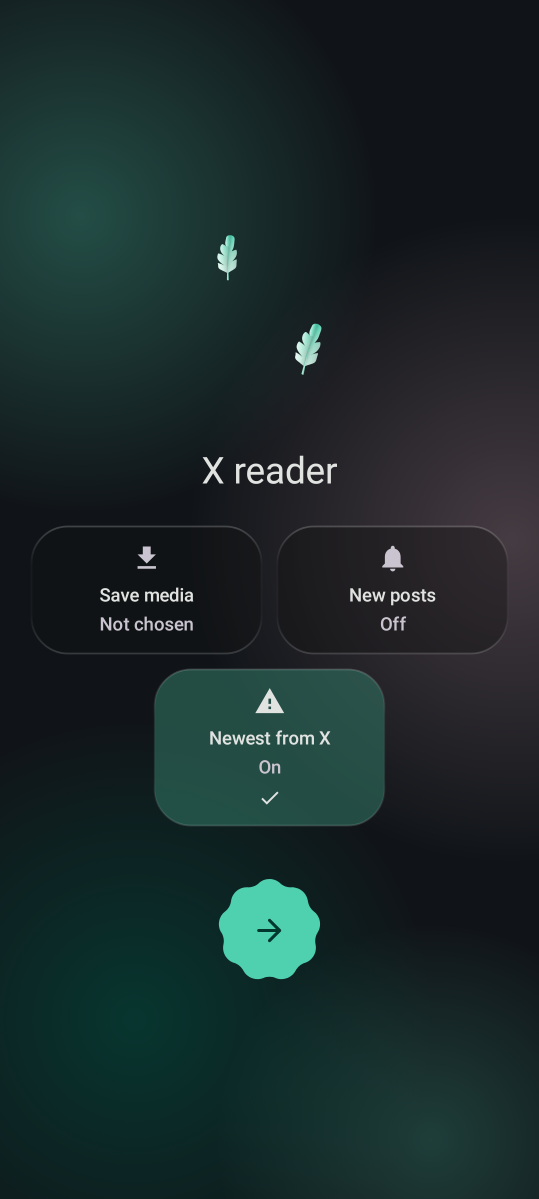 X reader
Save media
Not chosen
New posts
Off
Newest from X
On